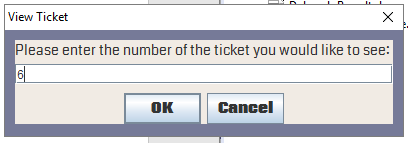 View Ticket
Please enter the number of the ticket you would like to see:
6
OK Cancel